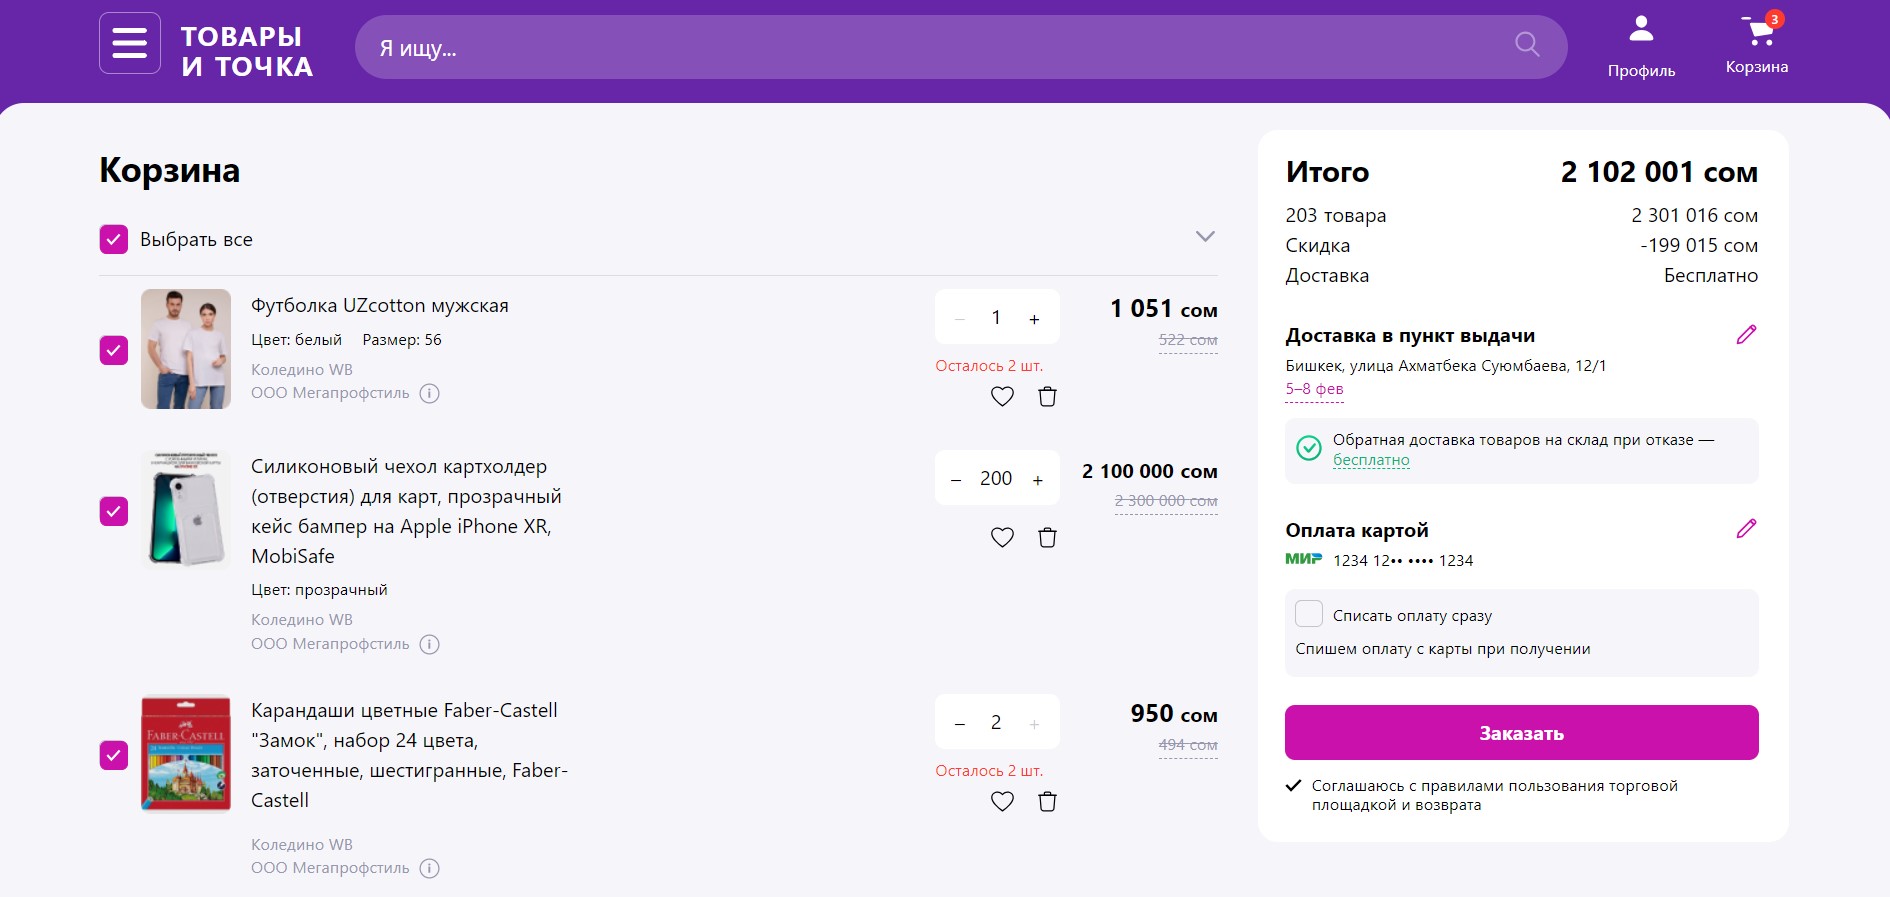 ТОВАРЫ
И ТОЧКА
Я ищу...
Профиль
3
Корзина
Корзина
Выбрать все
Футболка UZcotton мужская
Цвет: белый Размер: 56
Коледино WB
ООО Мегапрофстиль
− 1 +
Осталось 2 шт.
1 051 сом
522 сом
Силиконовый чехол картхолдер
(отверстия) для карт, прозрачный
кейс бампер на Apple iPhone XR,
MobiSafe
Цвет: прозрачный
Коледино WB
ООО Мегапрофстиль
− 200 +
2 100 000 сом
2 300 000 сом
FABER-CASTELL
Карандаши цветные Faber-Castell
"Замок", набор 24 цвета,
заточенные, шестигранные, Faber-
Castell
Коледино WB
ООО Мегапрофстиль
− 2 +
Осталось 2 шт.
950 сом
494 сом
Итого 2 102 001 сом
203 товара 2 301 016 сом
Скидка -199 015 сом
Доставка Бесплатно
Доставка в пункт выдачи
Бишкек, улица Ахматбека Суюмбаева, 12/1
5–8 фев
Обратная доставка товаров на склад при отказе —
бесплатно
Оплата картой
МИР 1234 12•• •••• 1234
Списать оплату сразу
Спишем оплату с карты при получении
Заказать
Соглашаюсь с правилами пользования торговой
площадкой и возврата